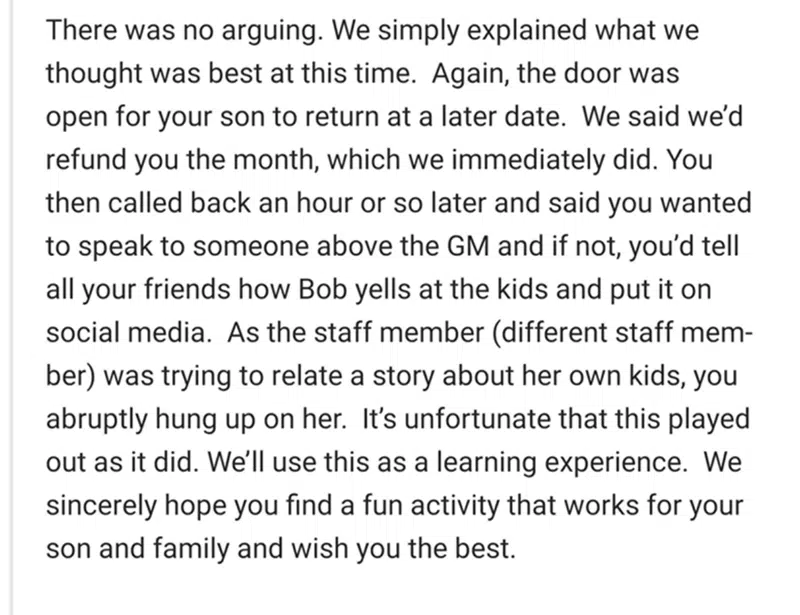 There was no arguing. We simply explained what we
thought was best at this time.  Again, the door was
open for your son to return at a later date.  We said we’d
refund you the month, which we immediately did. You
then called back an hour or so later and said you wanted
to speak to someone above the GM and if not, you’d tell
all your friends how Bob yells at the kids and put it on
social media.  As the staff member (different staff mem-
ber) was trying to relate a story about her own kids, you
abruptly hung up on her.  It’s unfortunate that this played
out as it did. We’ll use this as a learning experience.  We
sincerely hope you find a fun activity that works for your
son and family and wish you the best.